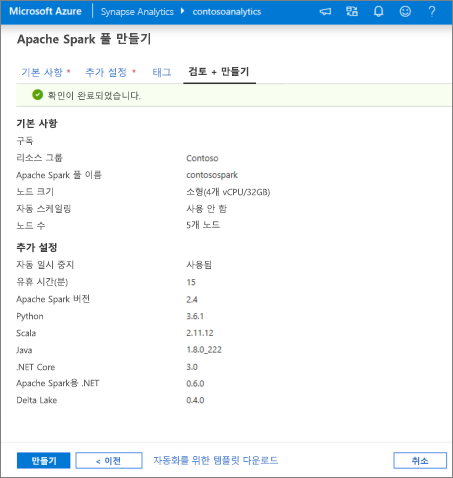 Microsoft Azure Synapse Analytics contosoanalytics
Apache Spark 풀 만들기
기본 사항 * 추가 설정 * 태그 검토 + 만들기
확인이 완료되었습니다.
기본 사항
구독
리소스 그룹 Contoso
Apache Spark 풀 이름 contosospark
노드 크기 소형(4개 vCPU/32GB)
자동 스케일링 사용 안 함
노드 수 5개 노드
추가 설정
자동 일시 중지 사용됨
유휴 시간(분) 15
Apache Spark 버전 2.4
Python 3.6.1
Scala 2.11.12
Java 1.8.0_222
.NET Core 3.0
Apache Spark용 .NET 0.6.0
Delta Lake 0.4.0
만들기 < 이전 자동화를 위한 템플릿 다운로드 취소